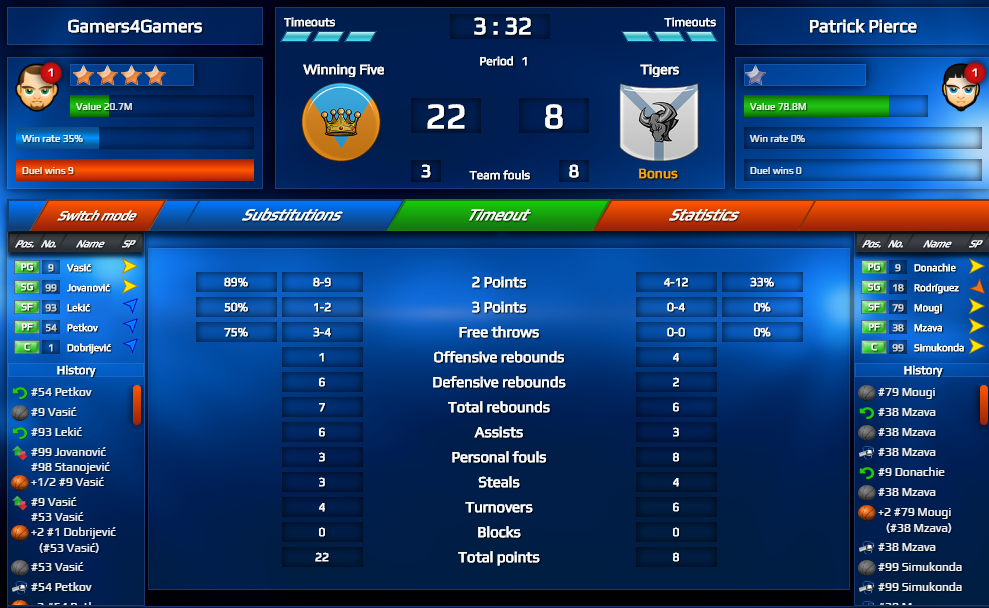 Gamers4Gamers
1
Value 20.7M
Win rate 35%
Duel wins 9
Timeouts
3:32
Timeouts
Period 1
Winning Five
Tigers
22
8
3
Team fouls
8
Bonus
Patrick Pierce
1
Value 78.8M
Win rate 0%
Duel wins 0
Switch mode
Substitutions
Timeout
Statistics
Pos. No. Name SP
PG 9 Vasić
SG 99 Jovanović
SF 93 Lekić
PF 54 Petkov
C 1 Dobrijević
History
#54 Petkov
#9 Vasić
#93 Lekić
#99 Jovanović
#98 Stanojević
+1/2 #9 Vasić
#9 Vasić
#53 Vasić
+2 #1 Dobrijević
(#53 Vasić)
#53 Vasić
#54 Petkov
89% 8-9 2 Points 4-12 33%
50% 1-2 3 Points 0-4 0%
75% 3-4 Free throws 0-0 0%
1 Offensive rebounds 4
6 Defensive rebounds 2
7 Total rebounds 6
6 Assists 3
3 Personal fouls 8
3 Steals 4
4 Turnovers 6
0 Blocks 0
22 Total points 8
Pos. No. Name SP
PG 9 Donachie
SG 18 Rodríguez
SF 79 Mougi
PF 38 Mzava
C 99 Simukonda
History
#79 Mougi
#38 Mzava
#38 Mzava
#38 Mzava
#9 Donachie
#38 Mzava
+2 #79 Mougi
(#38 Mzava)
#38 Mzava
#99 Simukonda
#99 Simukonda